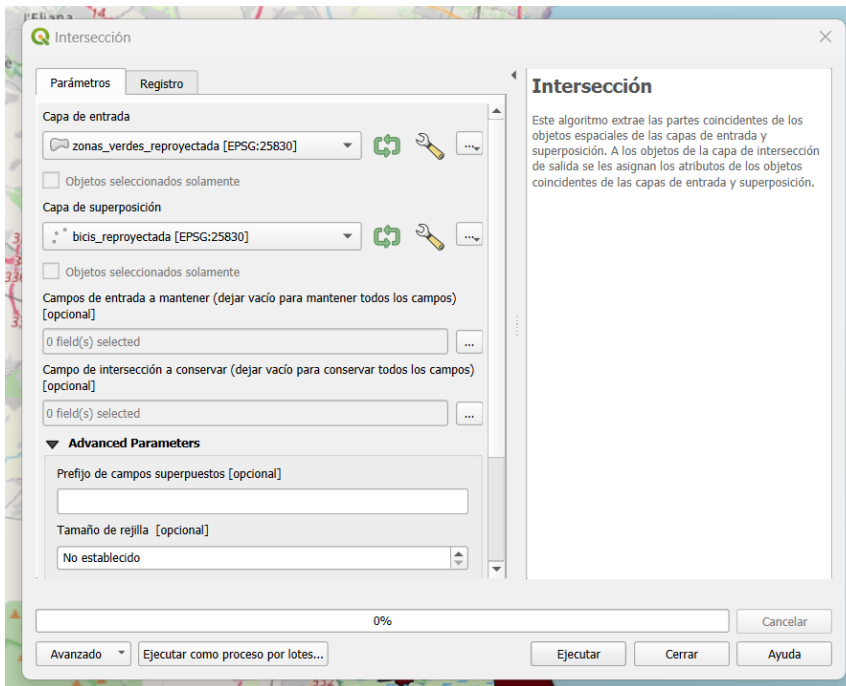 l'Eliana
14
Intersección
Parámetros
Registro
Capa de entrada
zonas_verdes_reproyectada [EPSG:25830]
...
Objetos seleccionados solamente
Capa de superposición
bicis_reproyectada [EPSG:25830]
...
Objetos seleccionados solamente
Campos de entrada a mantener (dejar vacío para mantener todos los campos)
[opcional]
0 field(s) selected
...
Campo de intersección a conservar (dejar vacío para conservar todos los campos)
[opcional]
0 field(s) selected
...
Advanced Parameters
Prefijo de campos superpuestos [opcional]
Tamaño de rejilla [opcional]
No establecido
Intersección
Este algoritmo extrae las partes coincidentes de los
objetos espaciales de las capas de entrada y
superposición. A los objetos de la capa de intersección
de salida se les asignan los atributos de los objetos
coincidentes de las capas de entrada y superposición.
0%
Cancelar
Avanzado
Ejecutar como proceso por lotes...
Ejecutar
Cerrar
Ayuda
332